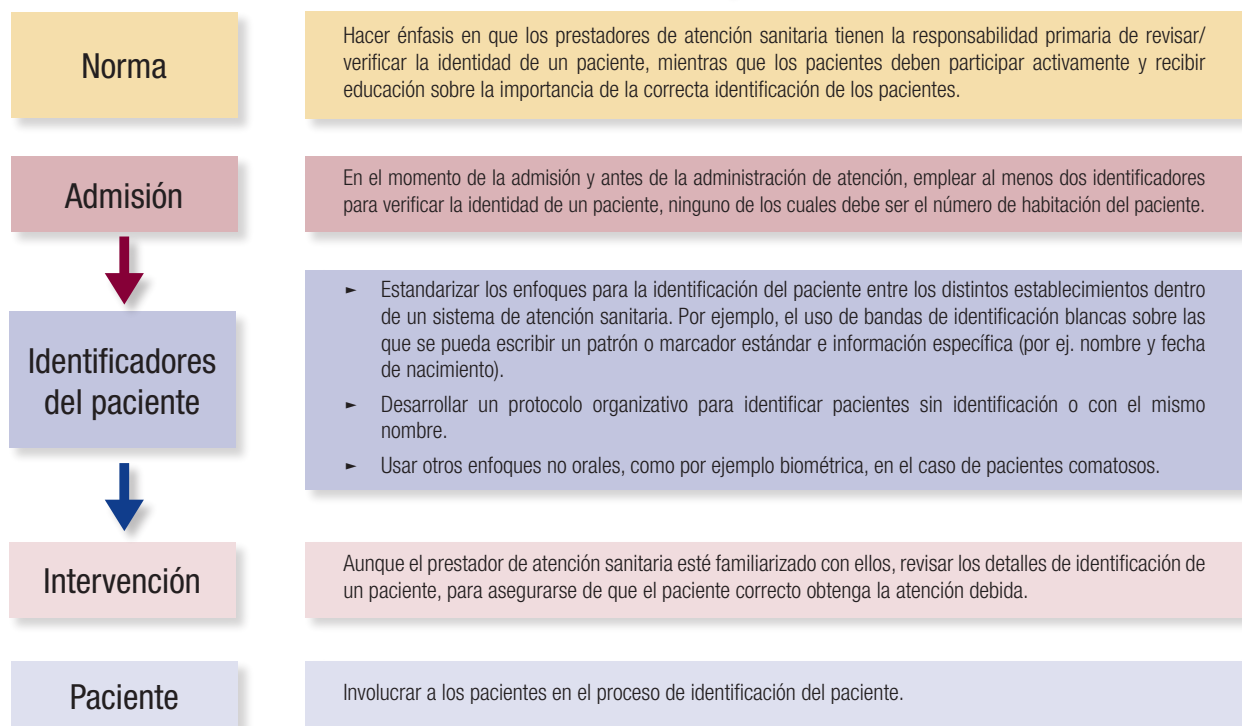 Norma
Hacer énfasis en que los prestadores de atención sanitaria tienen la responsabilidad primaria de revisar/
verificar la identidad de un paciente, mientras que los pacientes deben participar activamente y recibir
educación sobre la importancia de la correcta identificación de los pacientes.
Admisión
En el momento de la admisión y antes de la administración de atención, emplear al menos dos identificadores
para verificar la identidad de un paciente, ninguno de los cuales debe ser el número de habitación del paciente.
Identificadores
del paciente
► Estandarizar los enfoques para la identificación del paciente entre los distintos establecimientos dentro
de un sistema de atención sanitaria. Por ejemplo, el uso de bandas de identificación blancas sobre las
que se pueda escribir un patrón o marcador estándar e información específica (por ej. nombre y fecha
de nacimiento).
► Desarrollar un protocolo organizativo para identificar pacientes sin identificación o con el mismo
nombre.
► Usar otros enfoques no orales, como por ejemplo biométrica, en el caso de pacientes comatosos.
Intervención
Aunque el prestador de atención sanitaria esté familiarizado con ellos, revisar los detalles de identificación de
un paciente, para asegurarse de que el paciente correcto obtenga la atención debida.
Paciente
Involucrar a los pacientes en el proceso de identificación del paciente.